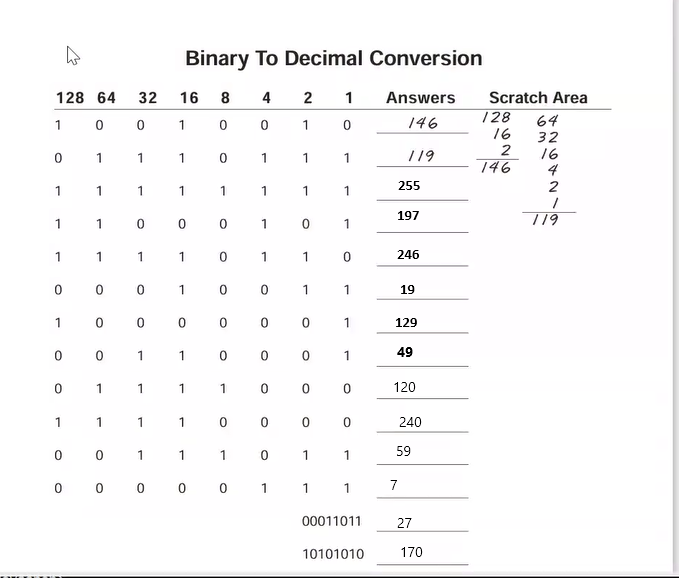 Binary To Decimal Conversion
128 64 32 16 8 4 2 1 Answers Scratch Area
1 0 0 1 0 0 1 0 146 128 64
16 32
0 1 1 1 0 1 1 1 119 2 16
146 4
1 1 1 1 1 1 1 1 255 2
1
1 1 0 0 0 1 0 1 197 119
1 1 1 1 0 1 1 0 246
0 0 0 1 0 0 1 1 19
1 0 0 0 0 0 0 1 129
0 0 1 1 0 0 0 1 49
0 1 1 1 1 0 0 0 120
1 1 1 1 0 0 0 0 240
0 0 1 1 1 0 1 1 59
0 0 0 0 0 1 1 1 7
00011011 27
10101010 170